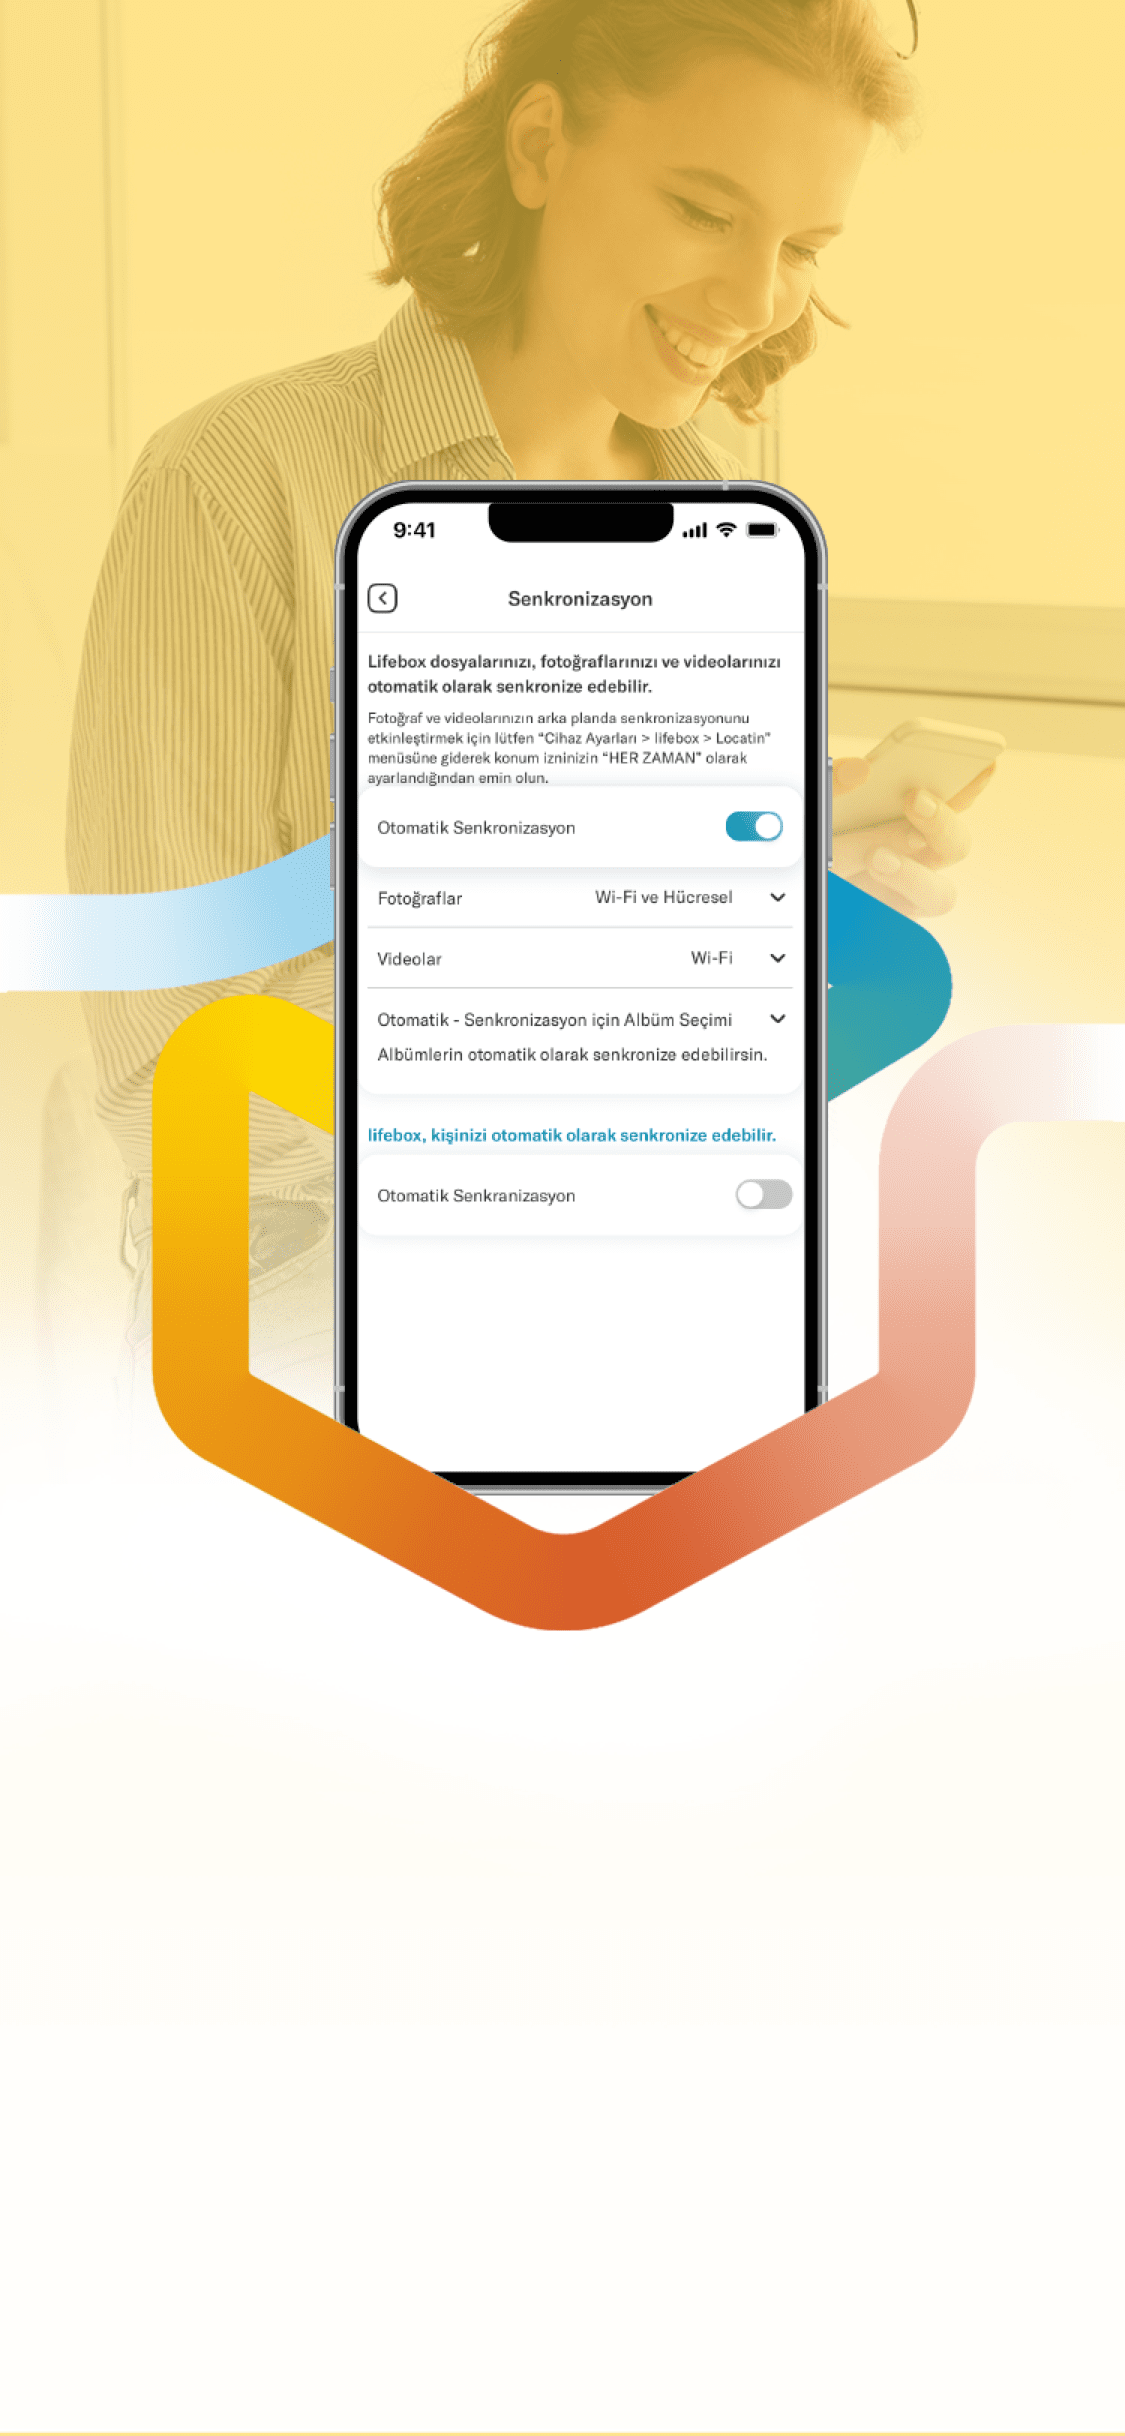 9:41
Senkronizasyon
Lifebox dosyalarınızı, fotoğraflarınızı ve videolarınızı
otomatik olarak senkronize edebilir.
Fotoğraf ve videolarınızın arka planda senkronizasyonunu
etkinleştirmek için lütfen “Cihaz Ayarları > lifebox > Locatin”
menüsüne giderek konum izninizin “HER ZAMAN” olarak
ayarlandığından emin olun.
Otomatik Senkronizasyon
Fotoğraflar Wi-Fi ve Hücresel
Videolar Wi-Fi
Otomatik - Senkronizasyon için Albüm Seçimi
Albümlerin otomatik olarak senkronize edebilirsin.
lifebox, kişinizi otomatik olarak senkronize edebilir.
Otomatik Senkranizasyon